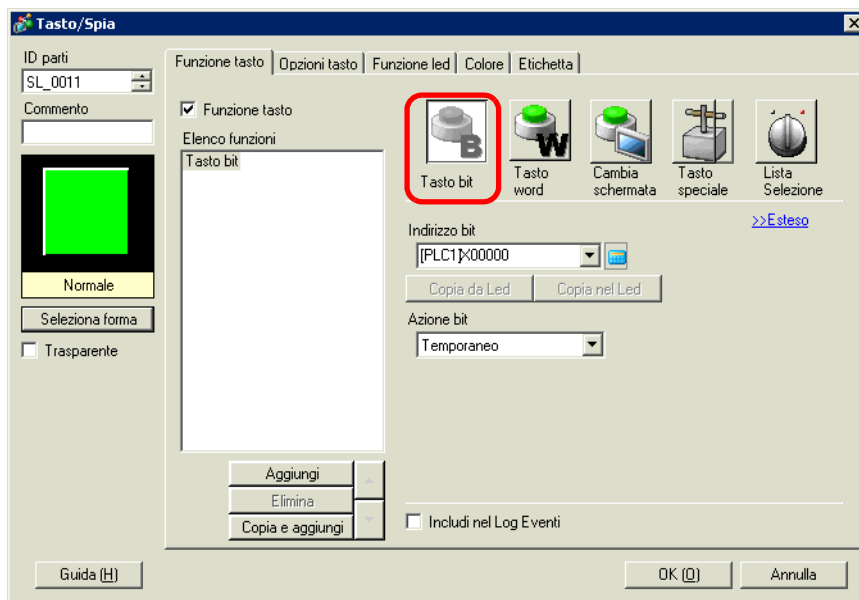 Tasto/Spia
ID parti
SL_0011
Commento
Normale
Seleziona forma
Trasparente
Funzione tasto
Opzioni tasto
Funzione led
Colore
Etichetta
Funzione tasto
Elenco funzioni
Tasto bit
Aggiungi
Elimina
Copia e aggiungi
B
Tasto bit
W
Tasto
word
Cambia
schermata
Tasto
speciale
Lista
Selezione
>>Esteso
Indirizzo bit
[PLC1]X00000
Copia da Led
Copia nel Led
Azione bit
Temporaneo
Includi nel Log Eventi
Guida (H)
OK (O)
Annulla